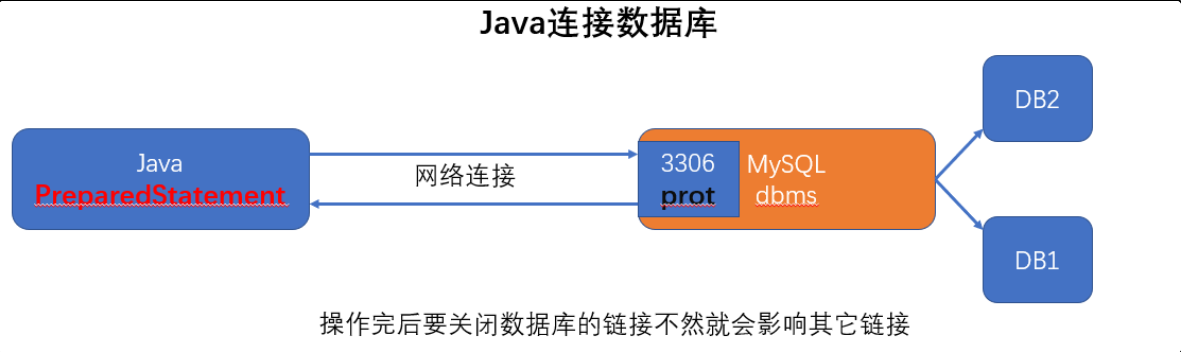 Java连接数据库
DB2
Java
PreparedStatement
网络连接
3306
prot
MySQL
dbms
DB1
操作完后要关闭数据库的链接不然就会影响其它链接